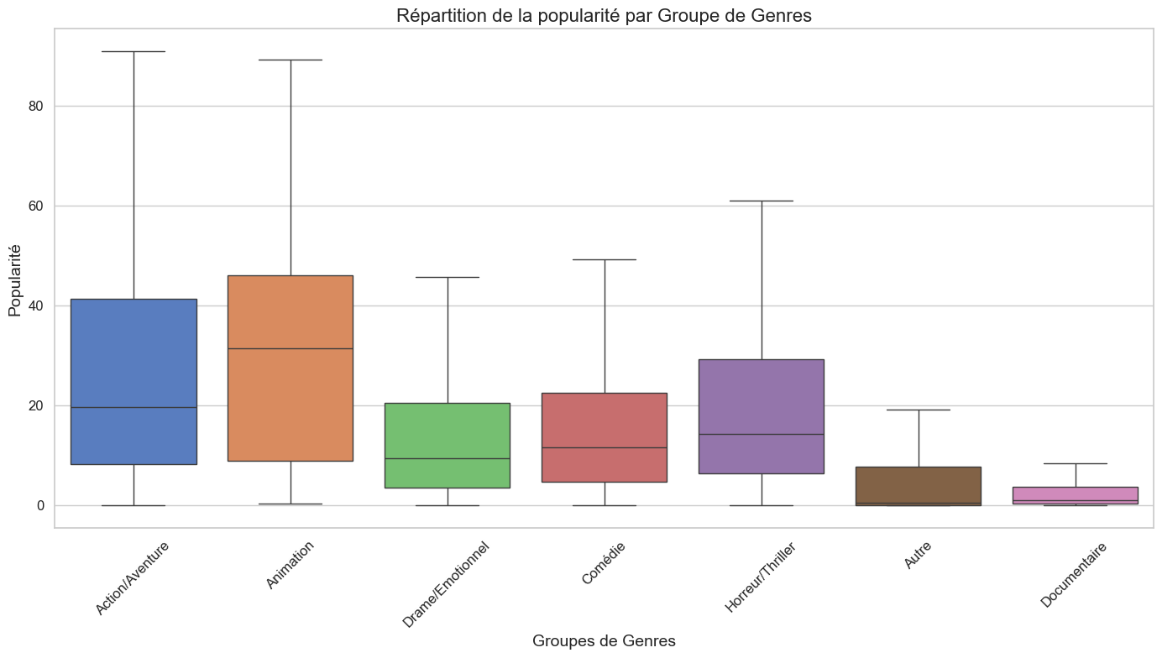 Répartition de la popularité par Groupe de Genres
Popularité
80
60
40
20
0
Action/Aventure
Animation
Drame/Emotionnel
Comédie
Horreur/Thriller
Autre
Documentaire
Groupes de Genres